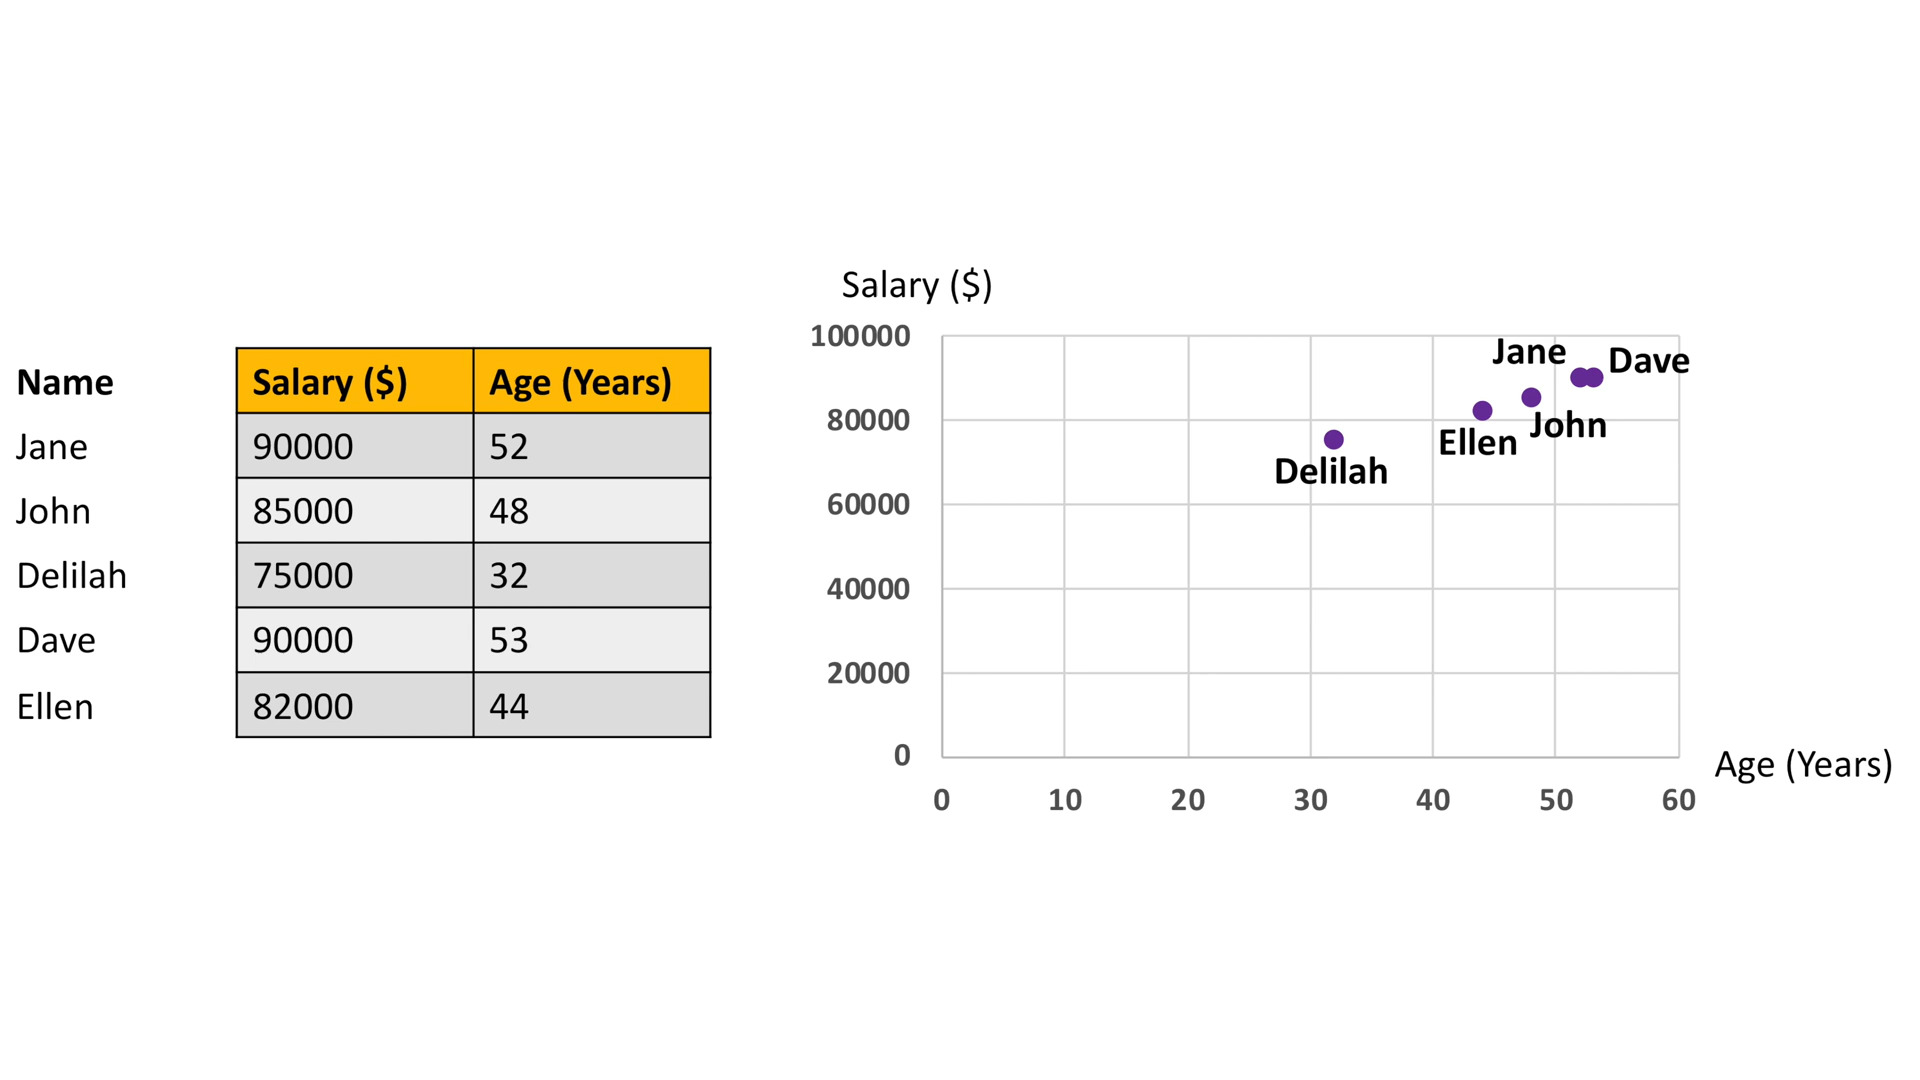 Name Salary ($) Age (Years)
Jane 90000 52
John 85000 48
Delilah 75000 32
Dave 90000 53
Ellen 82000 44
Salary ($)
100000
80000
60000
40000
20000
0
Jane
Dave
John
Ellen
Delilah
0 10 20 30 40 50 60
Age (Years)